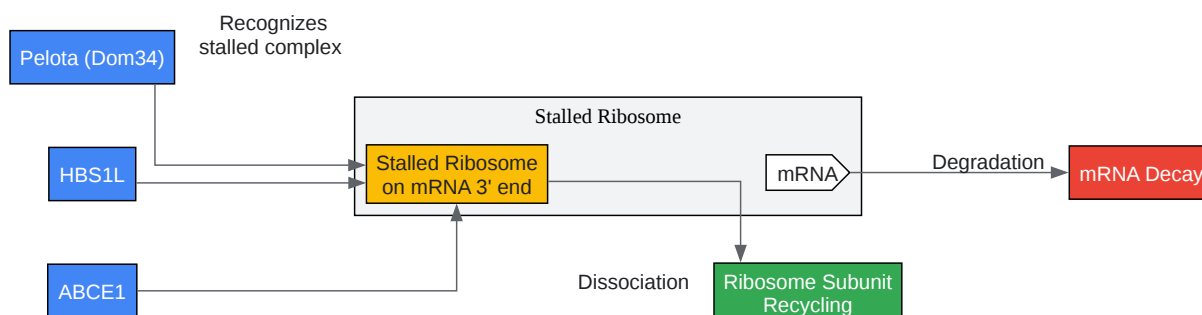 Recognizes
stalled complex
Pelota (Dom34)
Stalled Ribosome
HBS1L
Stalled Ribosome
on mRNA 3' end
mRNA
Degradation
mRNA Decay
ABCE1
Dissociation
Ribosome Subunit
Recycling